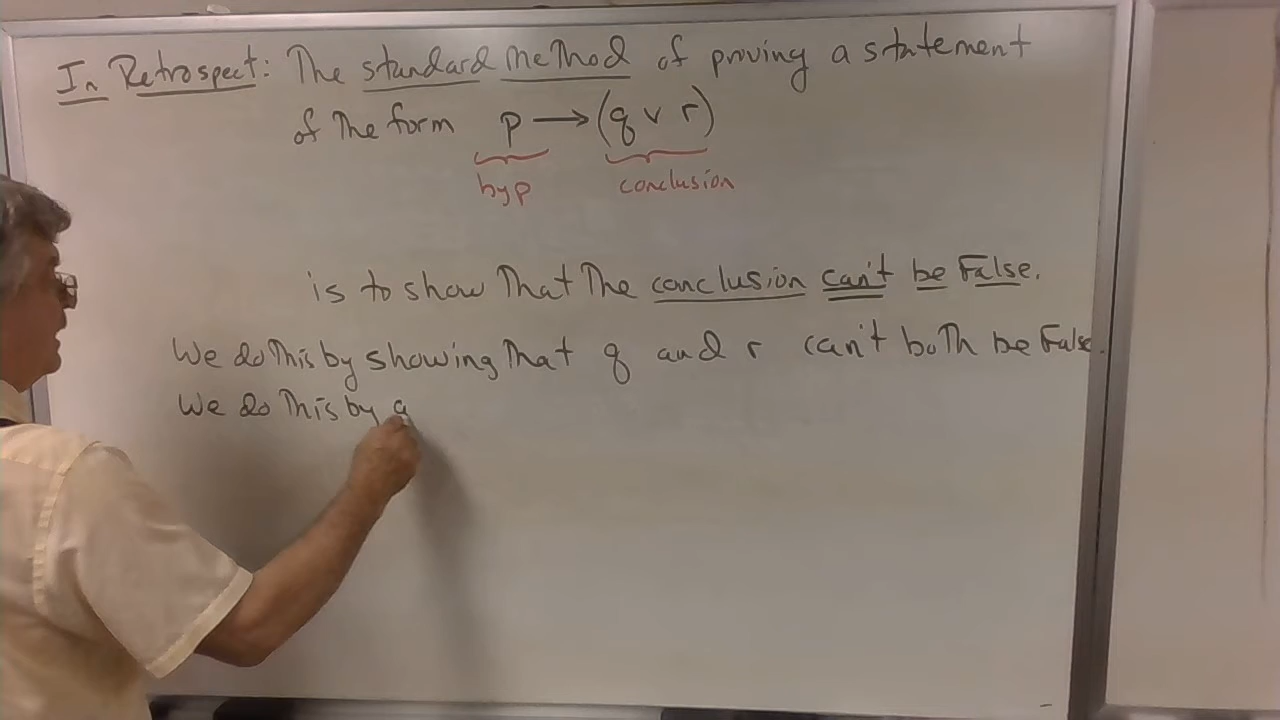 In Retrospect: The standard method of proving a statement
of the form p → (q ∨ r)
hyp conclusion
is to show that the conclusion can't be False.
We do this by showing that q and r can't both be False.
We do this by a